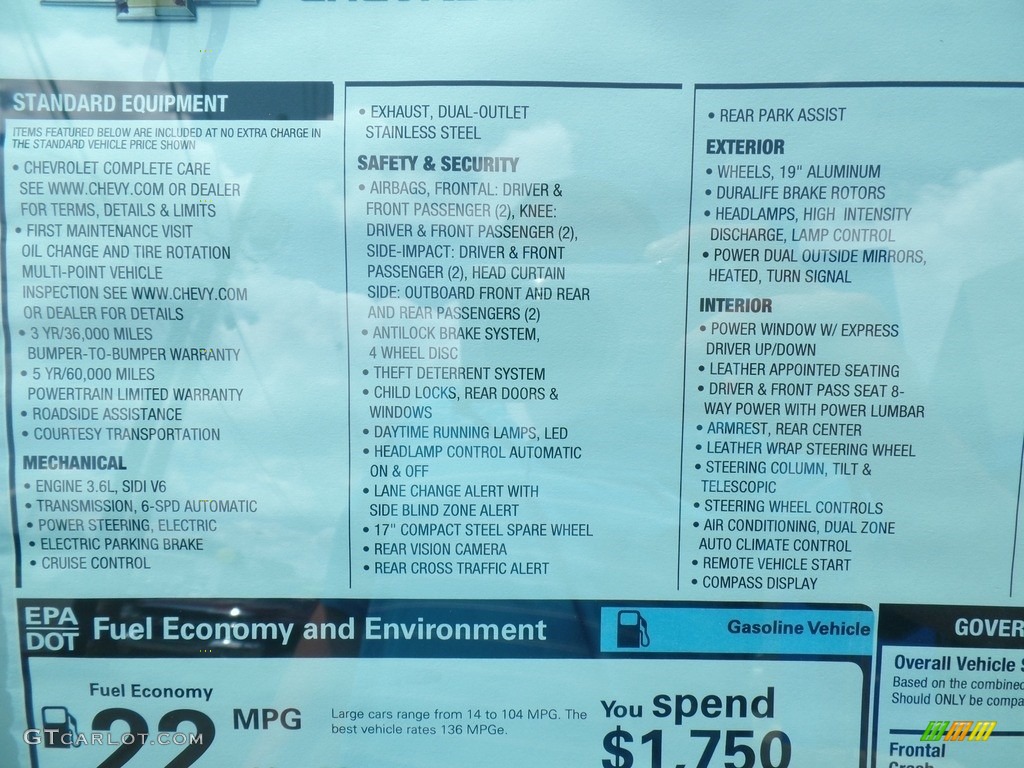 STANDARD EQUIPMENT
ITEMS FEATURED BELOW ARE INCLUDED AT NO EXTRA CHARGE IN
THE STANDARD VEHICLE PRICE SHOWN
• CHEVROLET COMPLETE CARE
SEE WWW.CHEVY.COM OR DEALER
FOR TERMS, DETAILS & LIMITS
• FIRST MAINTENANCE VISIT
OIL CHANGE AND TIRE ROTATION
MULTI-POINT VEHICLE
INSPECTION SEE WWW.CHEVY.COM
OR DEALER FOR DETAILS
• 3 YR/36,000 MILES
BUMPER-TO-BUMPER WARRANTY
• 5 YR/60,000 MILES
POWERTRAIN LIMITED WARRANTY
• ROADSIDE ASSISTANCE
• COURTESY TRANSPORTATION
MECHANICAL
• ENGINE 3.6L, SIDI V6
• TRANSMISSION, 6-SPD AUTOMATIC
• POWER STEERING, ELECTRIC
• ELECTRIC PARKING BRAKE
• CRUISE CONTROL
• EXHAUST, DUAL-OUTLET
STAINLESS STEEL
SAFETY & SECURITY
• AIRBAGS, FRONTAL: DRIVER &
FRONT PASSENGER (2), KNEE:
DRIVER & FRONT PASSENGER (2),
SIDE-IMPACT: DRIVER & FRONT
PASSENGER (2), HEAD CURTAIN
SIDE: OUTBOARD FRONT AND REAR
AND REAR PASSENGERS (2)
• ANTILOCK BRAKE SYSTEM,
4 WHEEL DISC
• THEFT DETERRENT SYSTEM
• CHILD LOCKS, REAR DOORS &
WINDOWS
• DAYTIME RUNNING LAMPS, LED
• HEADLAMP CONTROL AUTOMATIC
ON & OFF
• LANE CHANGE ALERT WITH
SIDE BLIND ZONE ALERT
• 17" COMPACT STEEL SPARE WHEEL
• REAR VISION CAMERA
• REAR CROSS TRAFFIC ALERT
• REAR PARK ASSIST
EXTERIOR
• WHEELS, 19" ALUMINUM
• DURALIFE BRAKE ROTORS
• HEADLAMPS, HIGH INTENSITY
DISCHARGE, LAMP CONTROL
• POWER DUAL OUTSIDE MIRRORS,
HEATED, TURN SIGNAL
INTERIOR
• POWER WINDOW W/ EXPRESS
DRIVER UP/DOWN
• LEATHER APPOINTED SEATING
• DRIVER & FRONT PASS SEAT 8-
WAY POWER WITH POWER LUMBAR
• ARMREST, REAR CENTER
• LEATHER WRAP STEERING WHEEL
• STEERING COLUMN, TILT &
TELESCOPIC
• STEERING WHEEL CONTROLS
• AIR CONDITIONING, DUAL ZONE
AUTO CLIMATE CONTROL
• REMOTE VEHICLE START
• COMPASS DISPLAY
EPA
DOT
Fuel Economy and Environment
Gasoline Vehicle
Fuel Economy
22 MPG
Large cars range from 14 to 104 MPG. The
best vehicle rates 136 MPGe.
You spend
$1,750
GOVER
Overall Vehicle S
Based on the combined
Should ONLY be compa
Frontal
Crash
GTCARLOT.COM